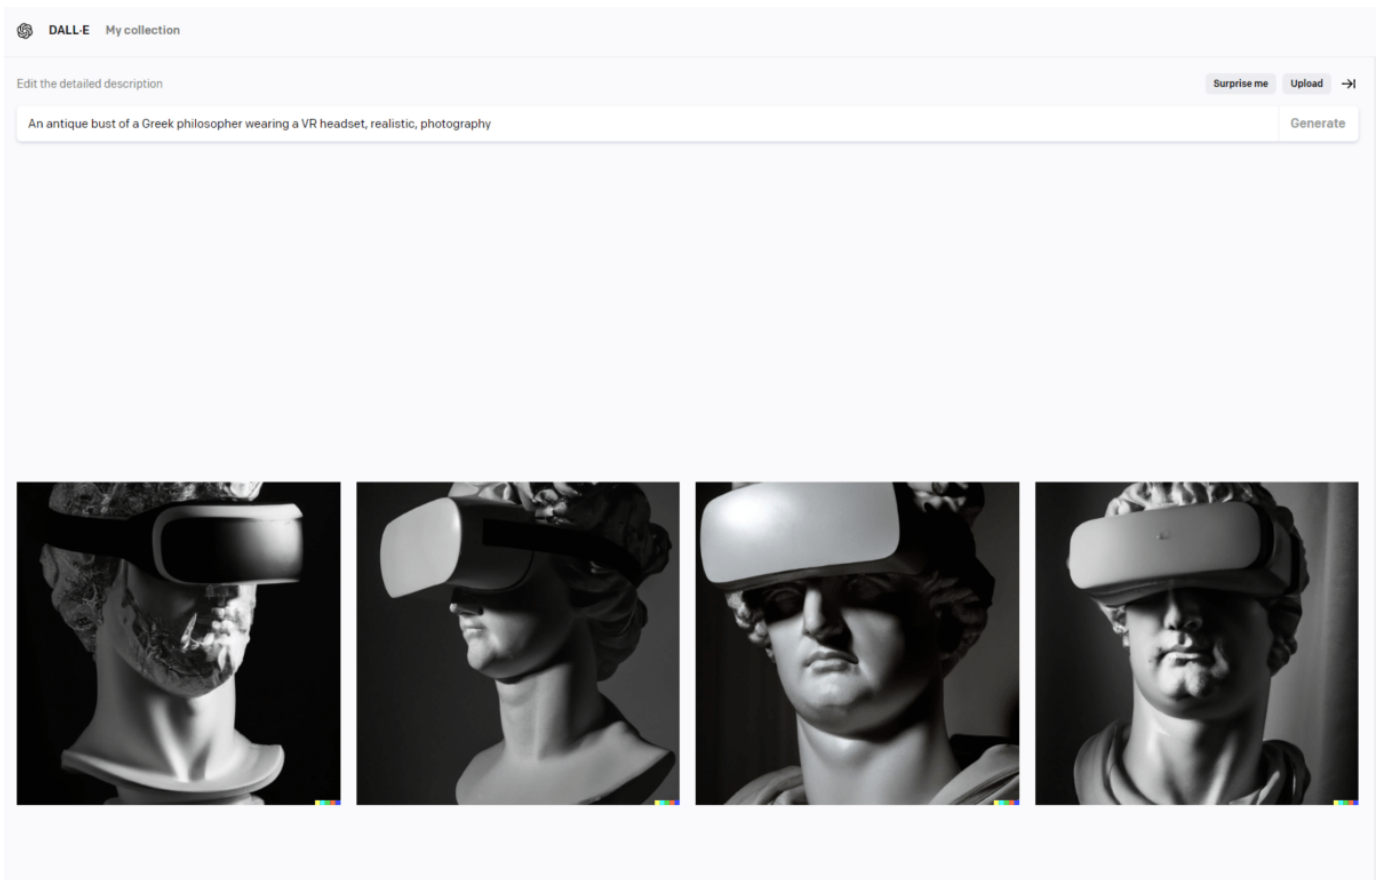 DALL·E My collection
Edit the detailed description
Surprise me Upload
An antique bust of a Greek philosopher wearing a VR headset, realistic, photography
Generate